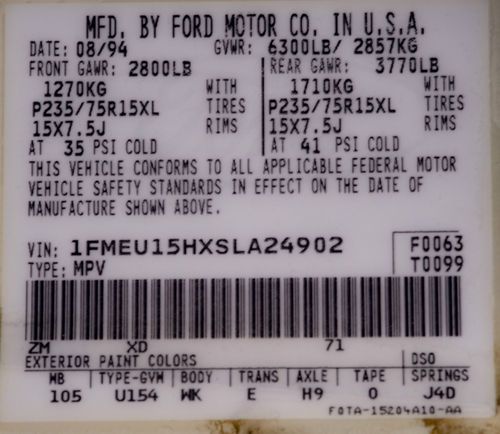 MFD. BY FORD MOTOR CO. IN U.S.A.
DATE: 08/94 GVWR: 6300LB/ 2857KG
FRONT GAWR: 2800LB REAR GAWR: 3770LB
1270KG WITH 1710KG WITH
P235/75R15XL TIRES P235/75R15XL TIRES
15X7.5J RIMS 15X7.5J RIMS
AT 35 PSI COLD AT 41 PSI COLD
THIS VEHICLE CONFORMS TO ALL APPLICABLE FEDERAL MOTOR
VEHICLE SAFETY STANDARDS IN EFFECT ON THE DATE OF
MANUFACTURE SHOWN ABOVE.
VIN: 1FMEU15HXSLA24902 F0063
TYPE: MPV T0099
ZM XD 71
EXTERIOR PAINT COLORS DSO
WB TYPE-GVW BODY TRANS AXLE TAPE SPRINGS
105 U154 WK E H9 O J4D
F0TA-15204A10-AA